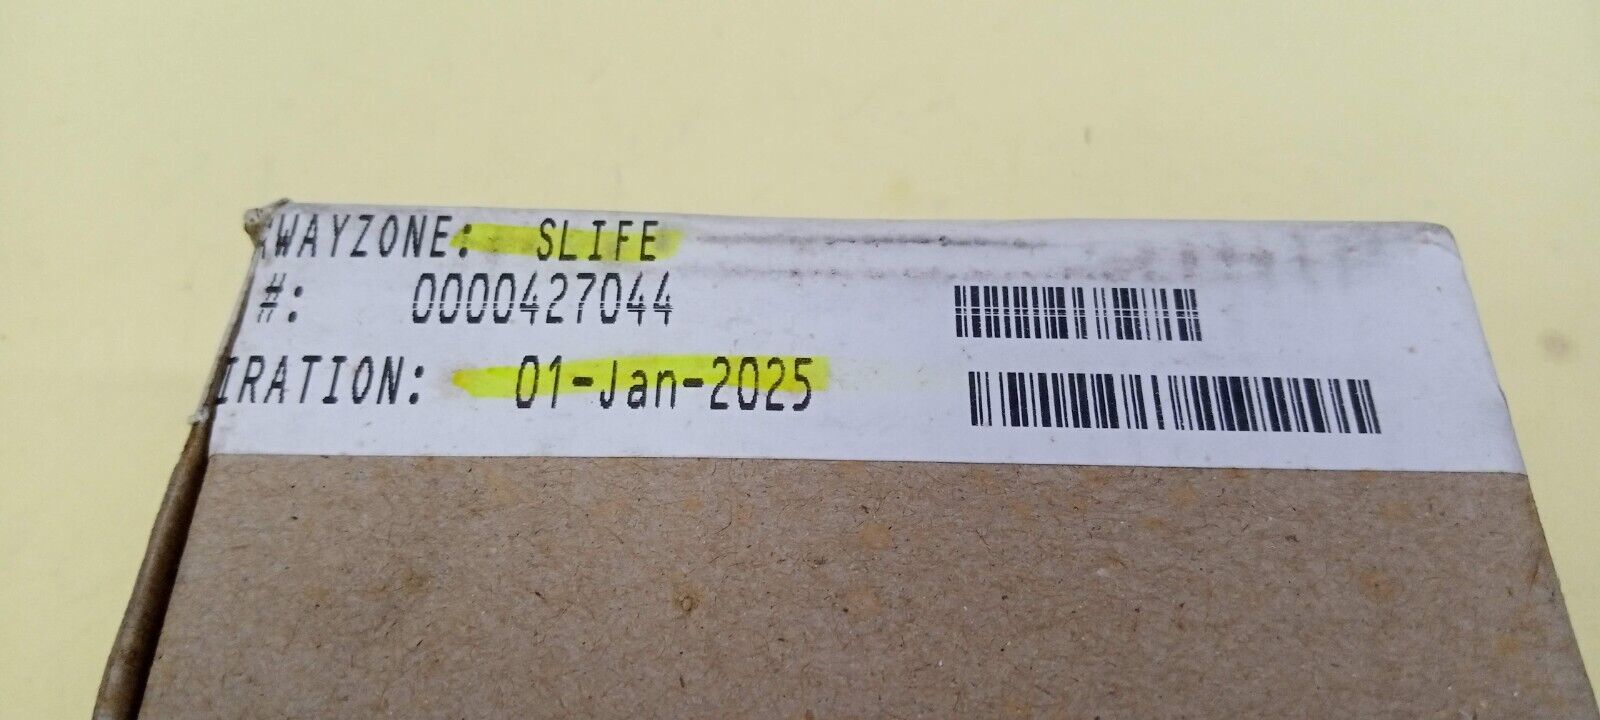 WAYZONE: SLIFE
#: 0000427044
IRATION: 01-Jan-2025